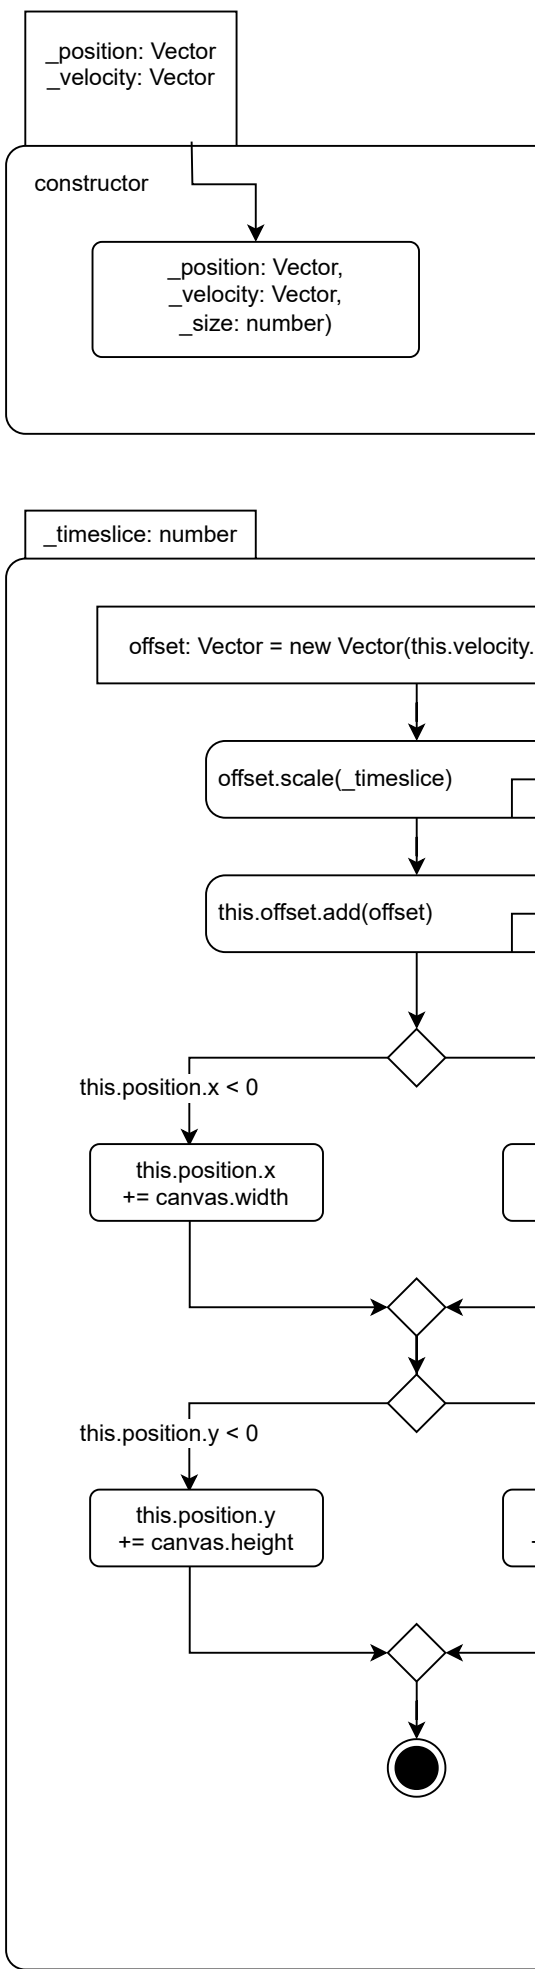 _position: Vector
_velocity: Vector
constructor
_position: Vector,
_velocity: Vector,
_size: number)
_timeslice: number
offset: Vector = new Vector(this.velocity.
offset.scale(_timeslice)
this.offset.add(offset)
this.position.x < 0
this.position.x
+= canvas.width
this.position.y < 0
this.position.y
+= canvas.height